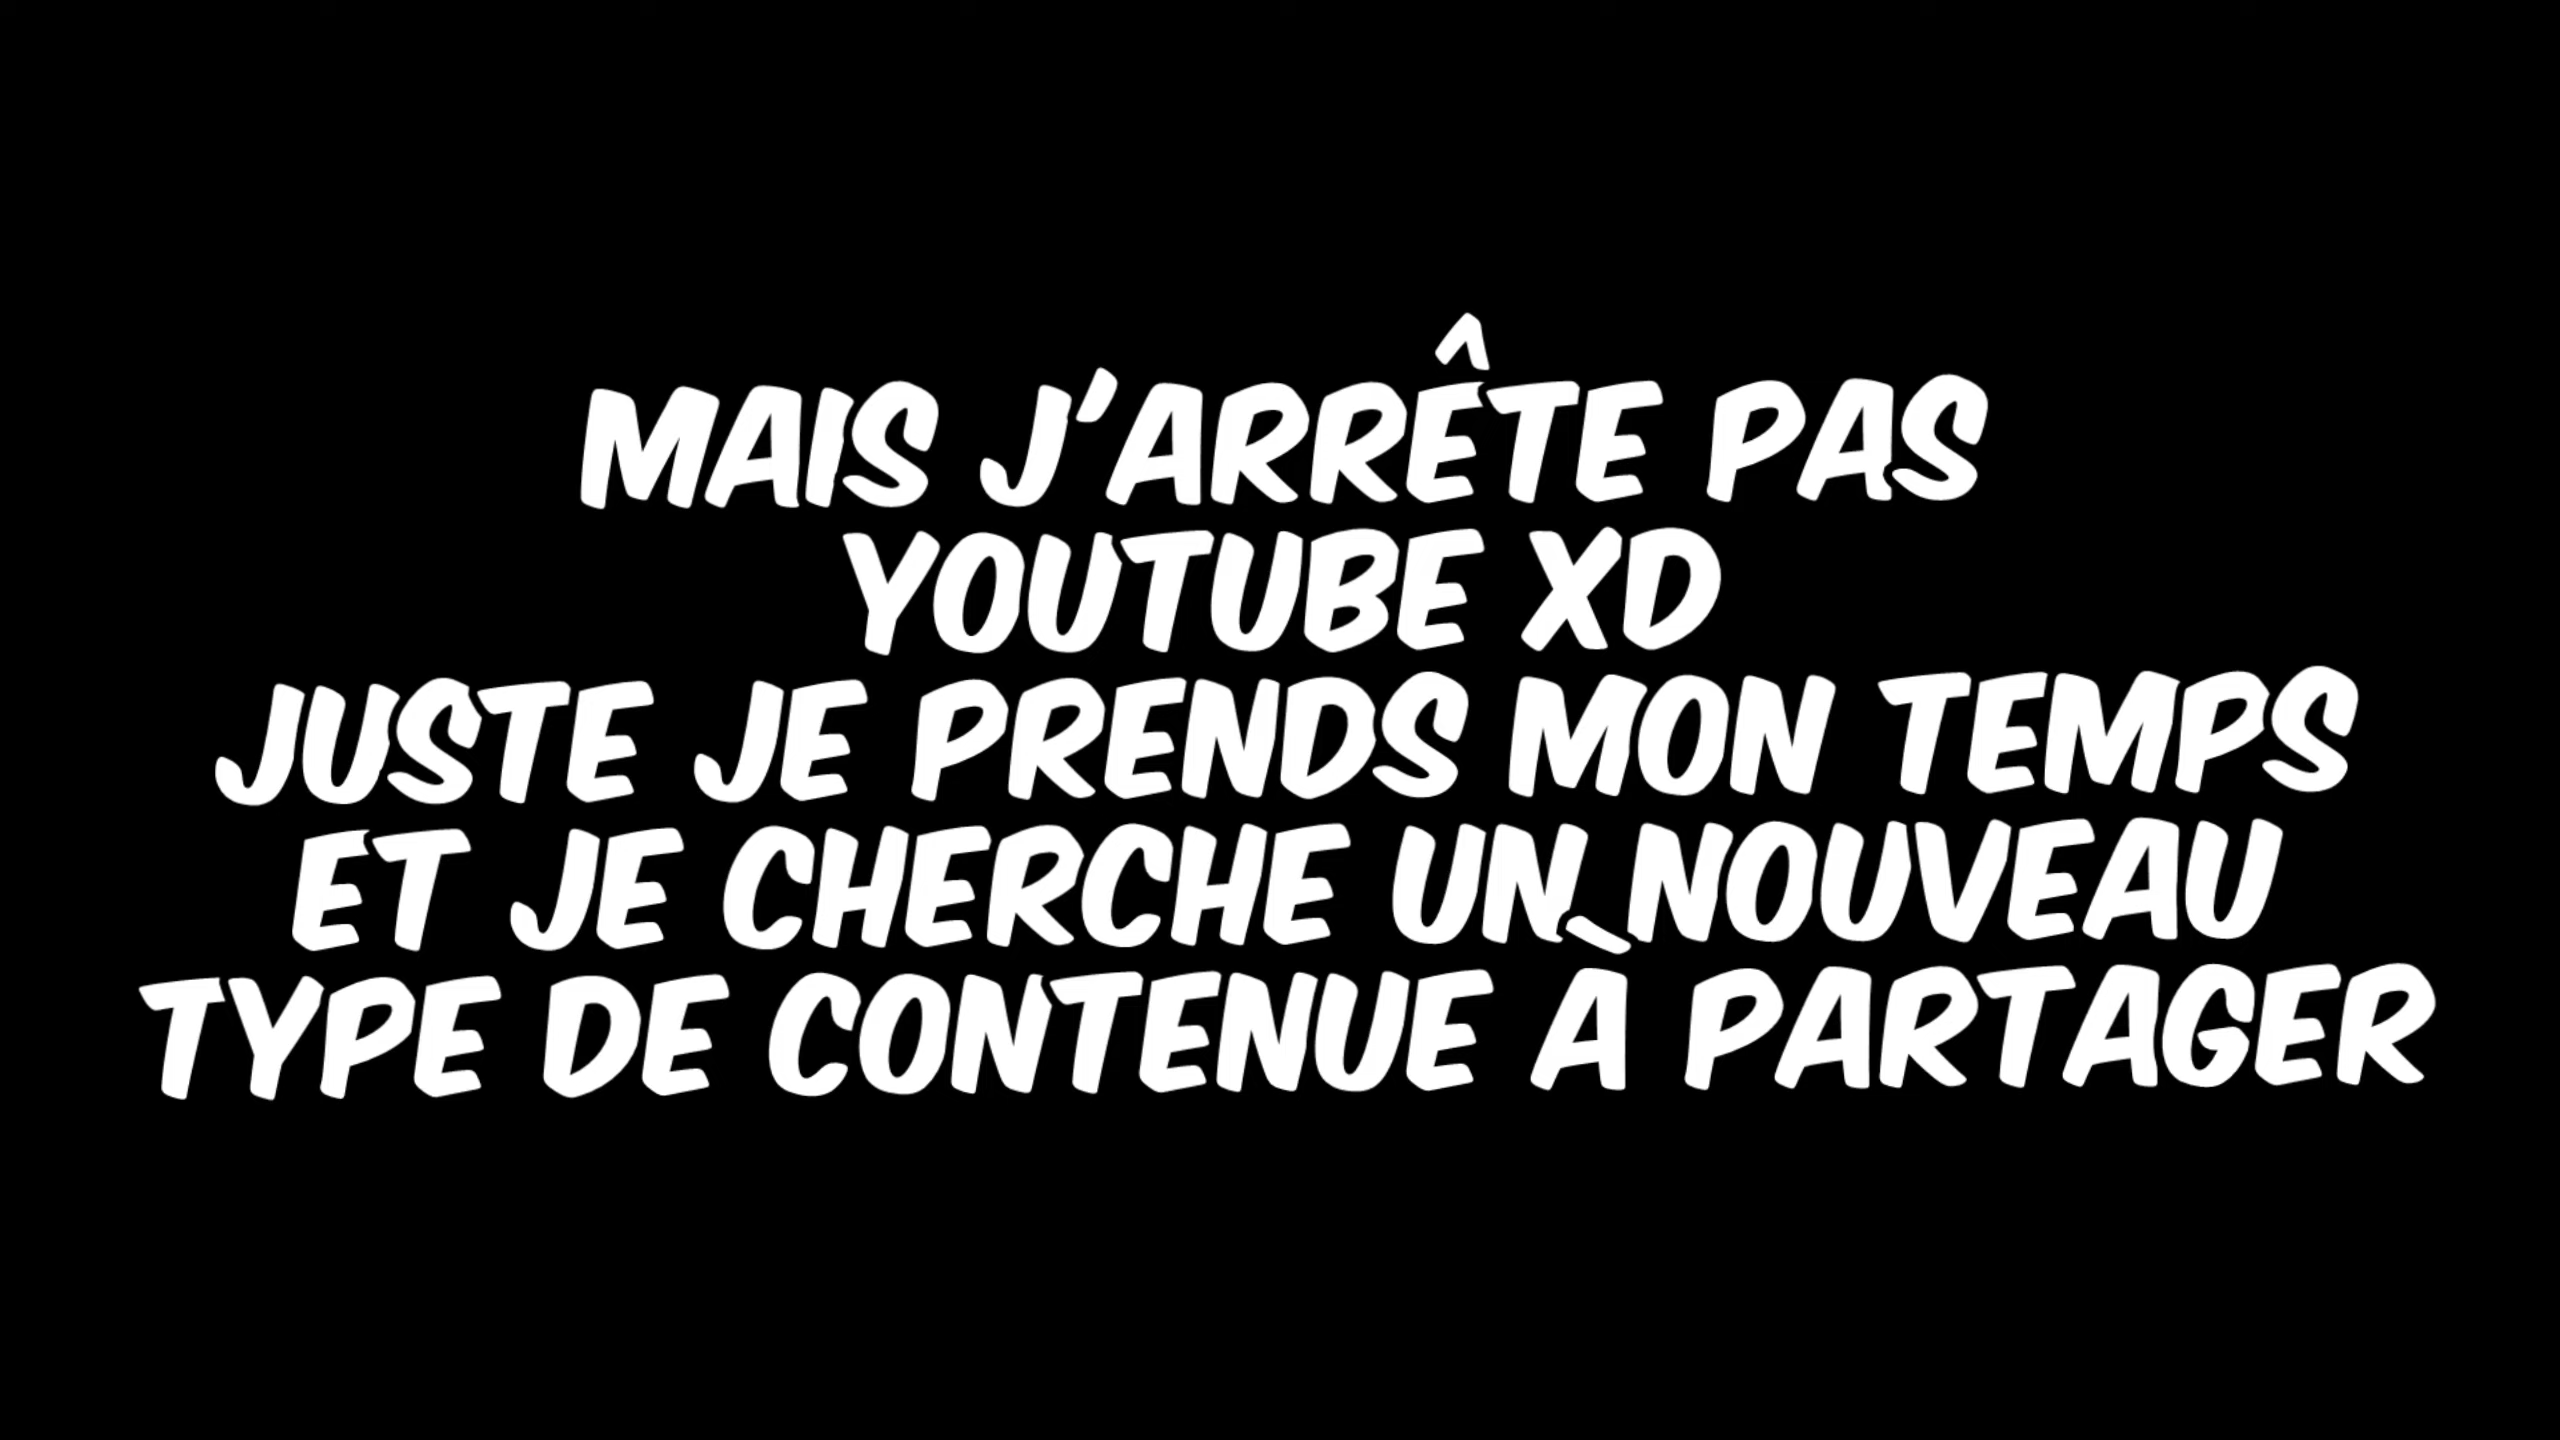 MAIS J'ARRÊTE PAS
YOUTUBE XD
JUSTE JE PRENDS MON TEMPS
ET JE CHERCHE UN NOUVEAU
TYPE DE CONTENUE À PARTAGER